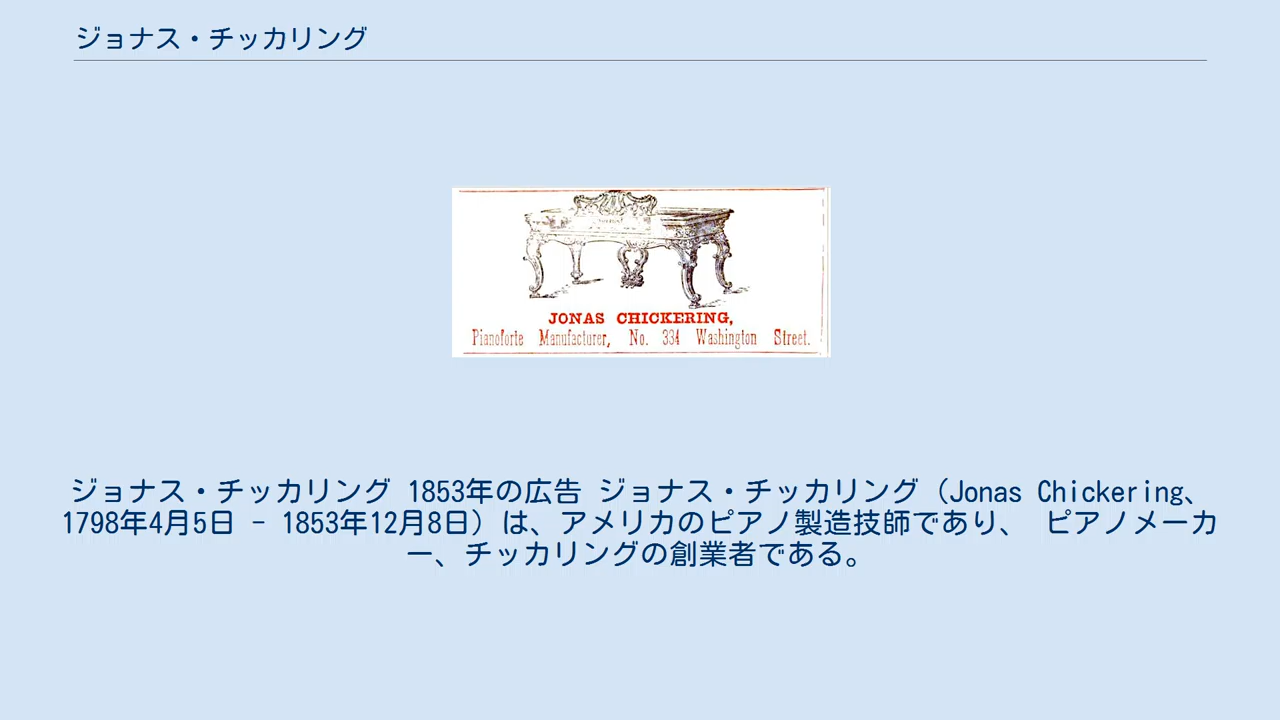 ジョナス・チッカリング
JONAS CHICKERING,
Pianoforte Manufacturer, No. 334 Washington Street.
ジョナス・チッカリング 1853年の広告 ジョナス・チッカリング（Jonas Chickering、
1798年4月5日 - 1853年12月8日）は、アメリカのピアノ製造技師であり、 ピアノメーカ
ー、チッカリングの創業者である。